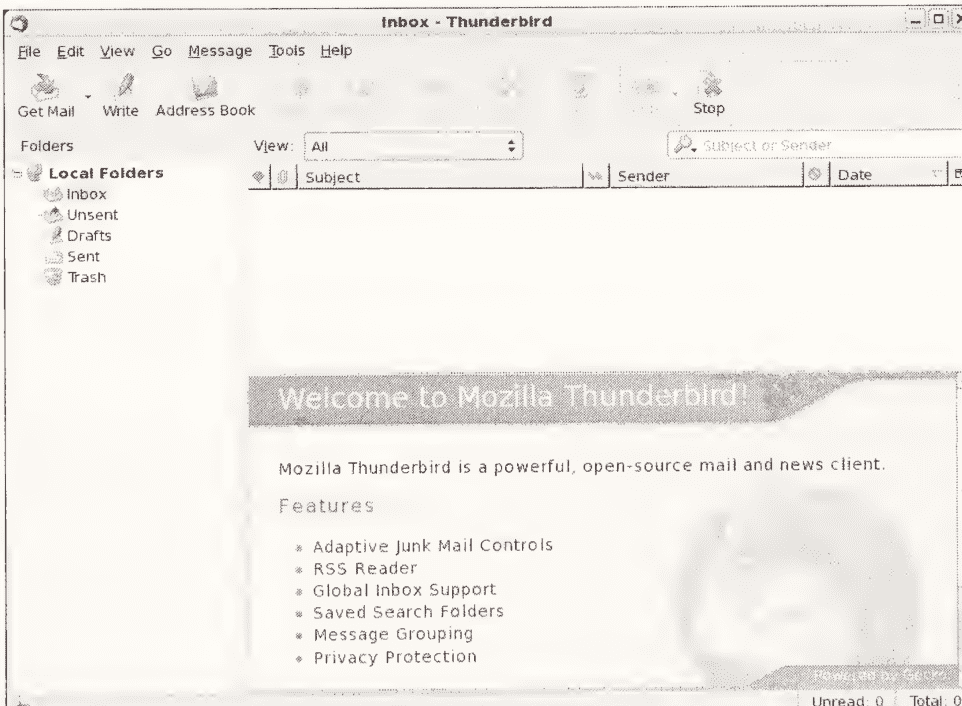 Inbox - Thunderbird
File Edit View Go Message Tools Help
Get Mail Write Address Book Stop
Folders
View: All
Subject or Sender
Subject Sender Date
Local Folders
Inbox
Unsent
Drafts
Sent
Trash
Welcome to Mozilla Thunderbird!
Mozilla Thunderbird is a powerful, open-source mail and news client.
Features
Adaptive Junk Mail Controls
RSS Reader
Global Inbox Support
Saved Search Folders
Message Grouping
Privacy Protection
Powered by Gecko
Unread: 0 Total: 0